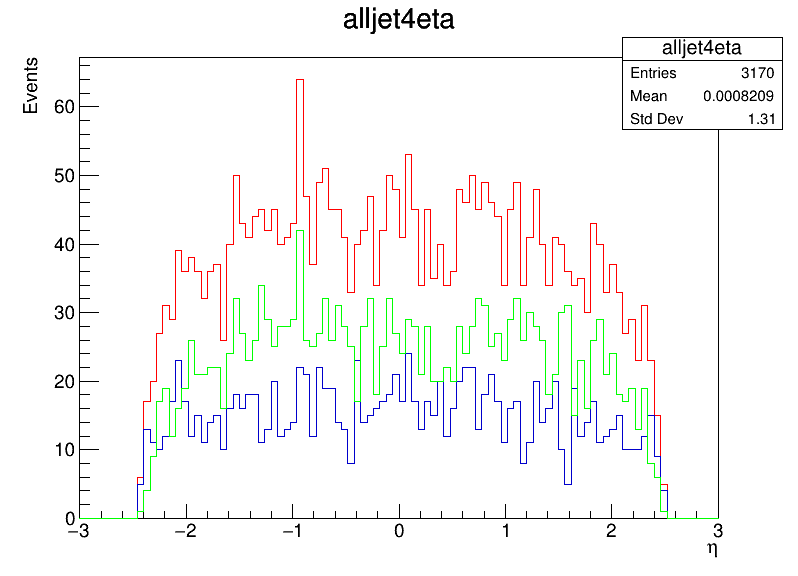 alljet4eta
alljet4eta
Entries 3170
Mean 0.0008209
Std Dev 1.31
Events
60
50
40
30
20
10
0
−3 −2 −1 0 1 2 3
η